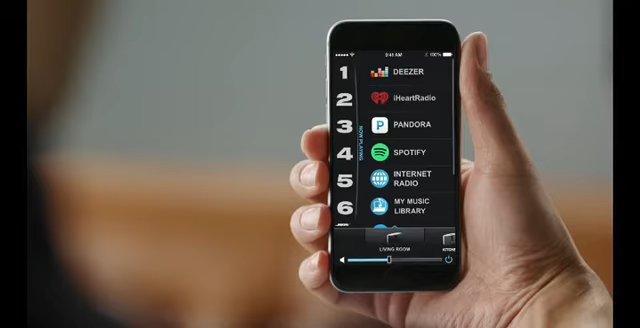 9:41 AM
100%
1 DEEZER
2 iHeartRadio
3 P PANDORA
4 SPOTIFY
5 INTERNET
RADIO
6 MY MUSIC
LIBRARY
NOW PLAYING
LIVING ROOM